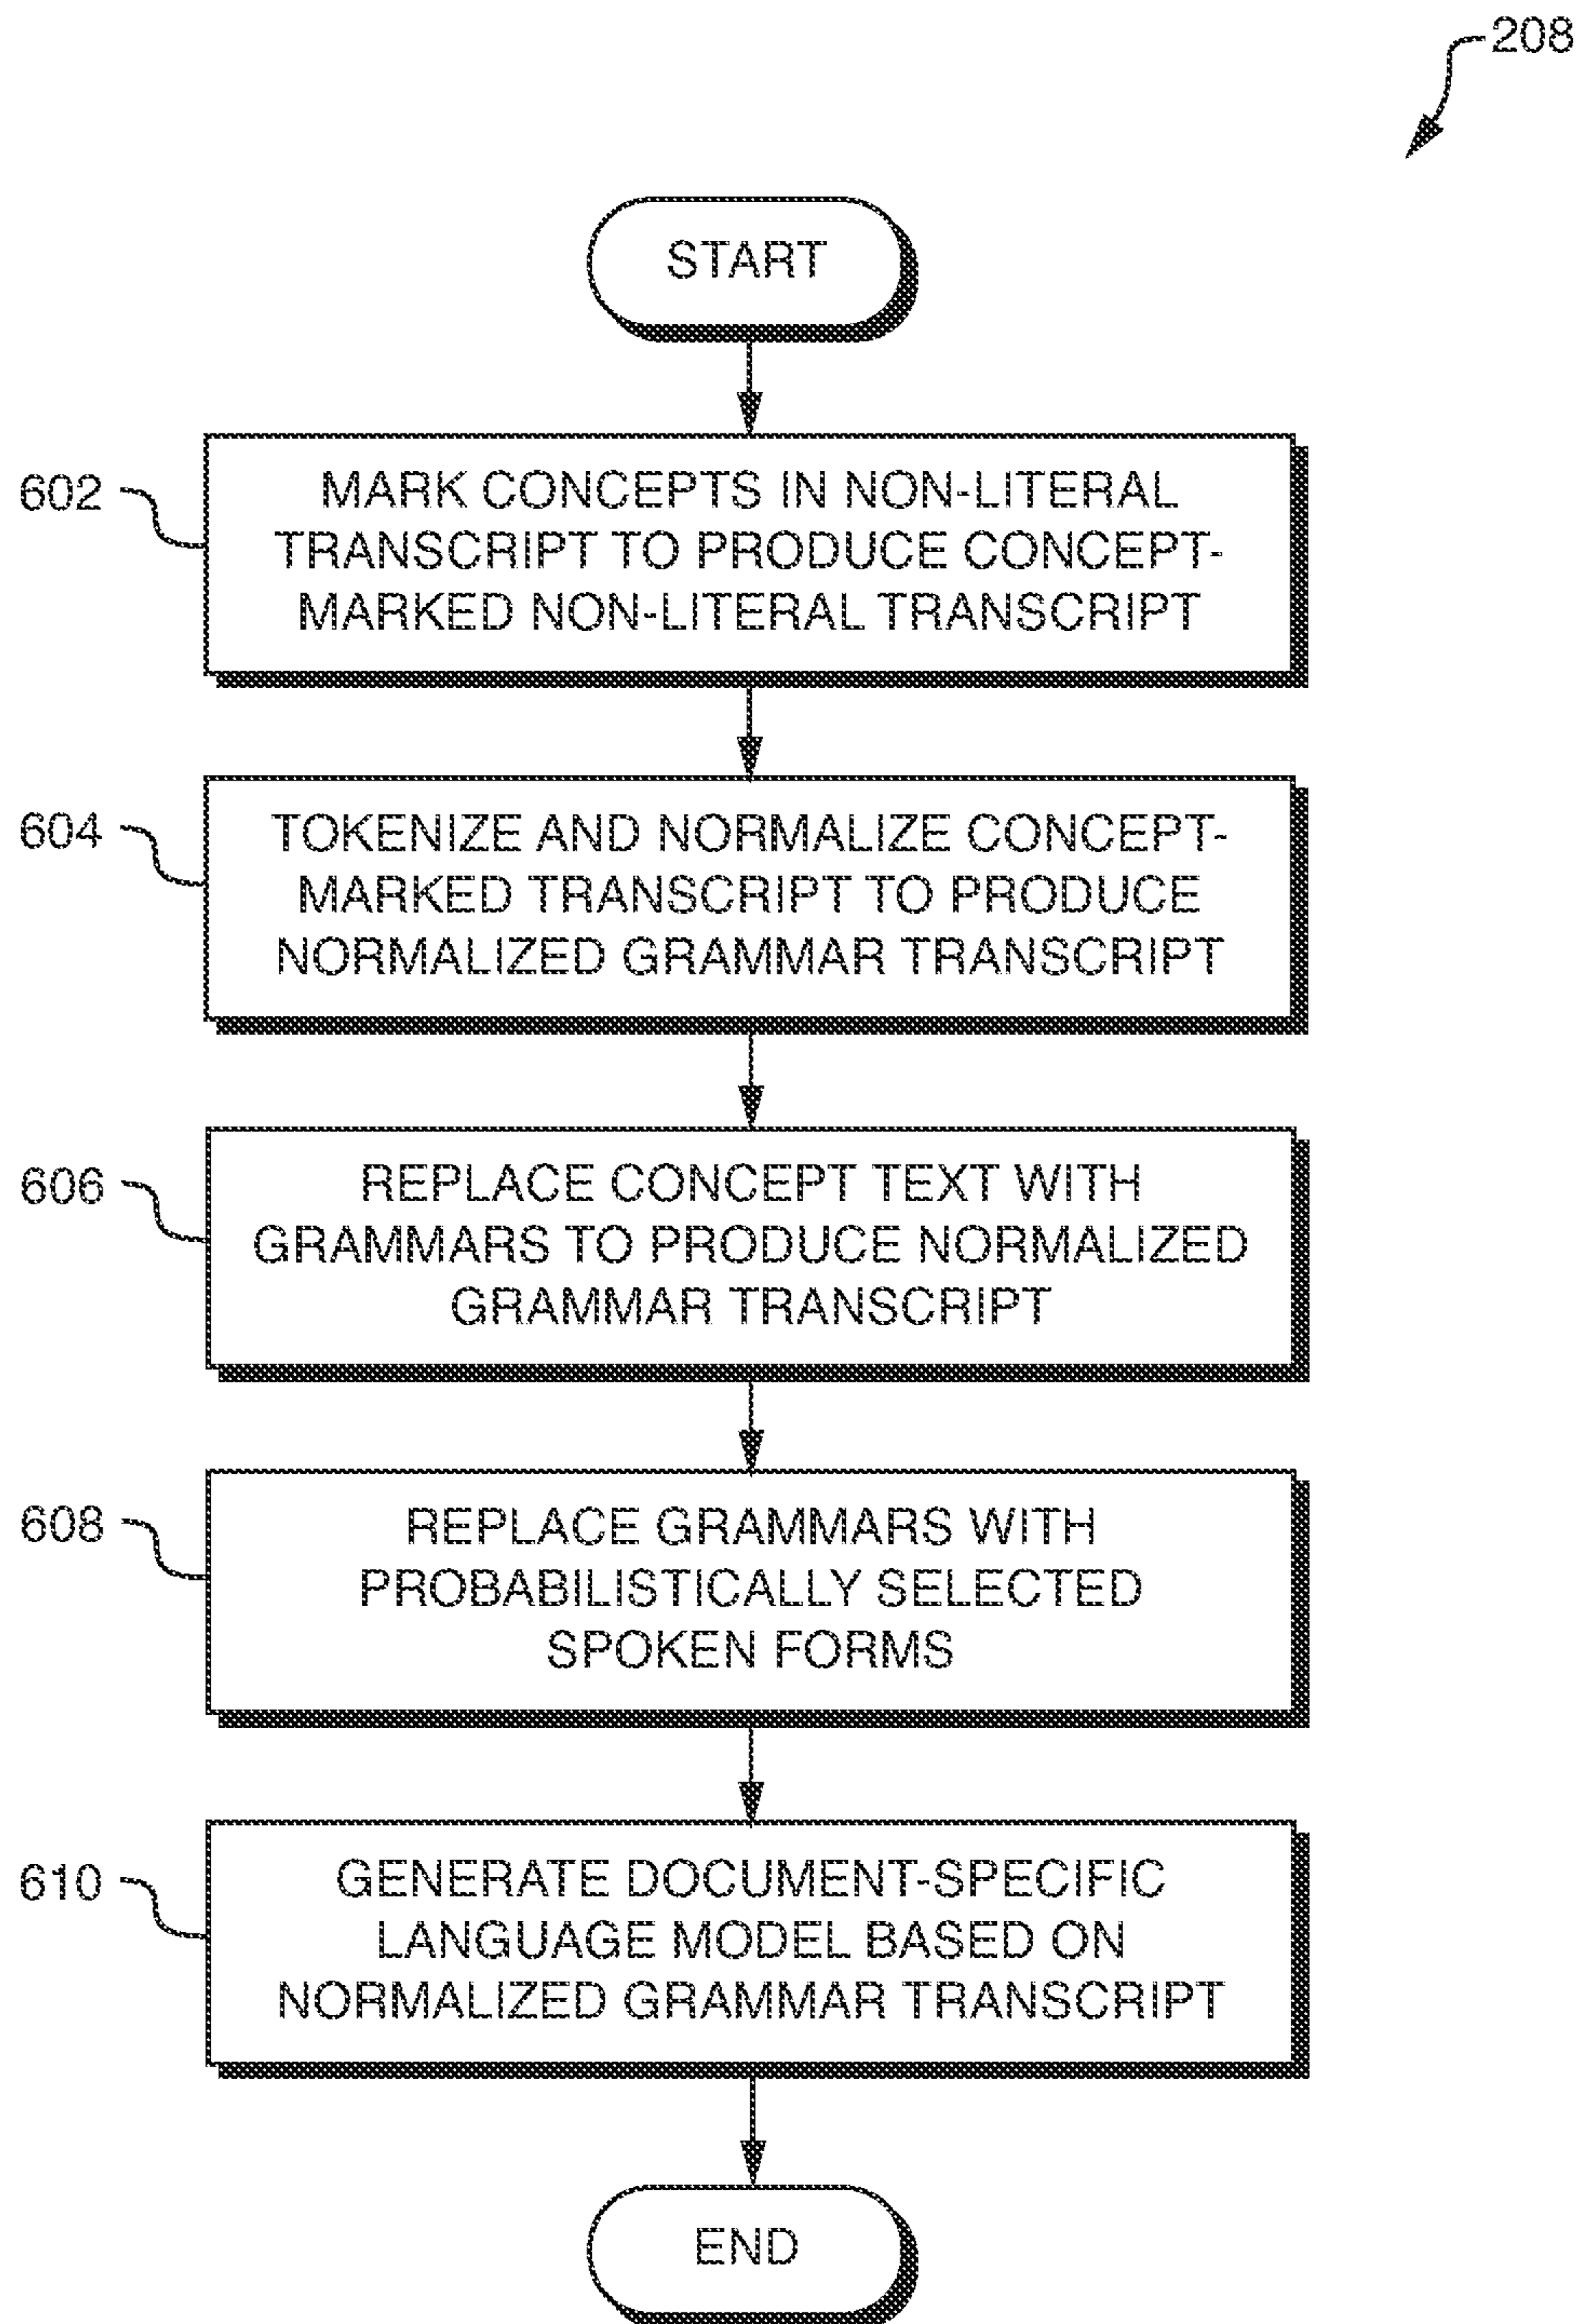 208
START
602
MARK CONCEPTS IN NON-LITERAL
TRANSCRIPT TO PRODUCE CONCEPT-
MARKED NON-LITERAL TRANSCRIPT
604
TOKENIZE AND NORMALIZE CONCEPT-
MARKED TRANSCRIPT TO PRODUCE
NORMALIZED GRAMMAR TRANSCRIPT
606
REPLACE CONCEPT TEXT WITH
GRAMMARS TO PRODUCE NORMALIZED
GRAMMAR TRANSCRIPT
608
REPLACE GRAMMARS WITH
PROBABILISTICALLY SELECTED
SPOKEN FORMS
610
GENERATE DOCUMENT-SPECIFIC
LANGUAGE MODEL BASED ON
NORMALIZED GRAMMAR TRANSCRIPT
END